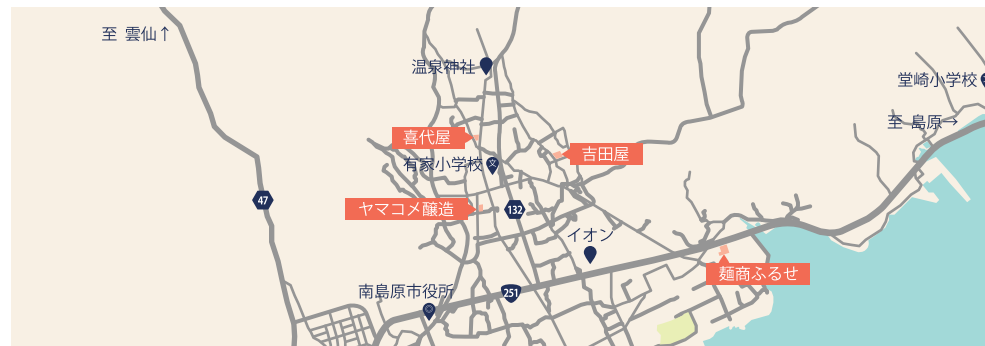 至 雲仙↑
温泉神社
堂崎小学校
至 島原→
喜代屋
吉田屋
有家小学校
文
47
ヤマコメ醸造
132
イオン
麺商ふるせ
南島原市役所
251